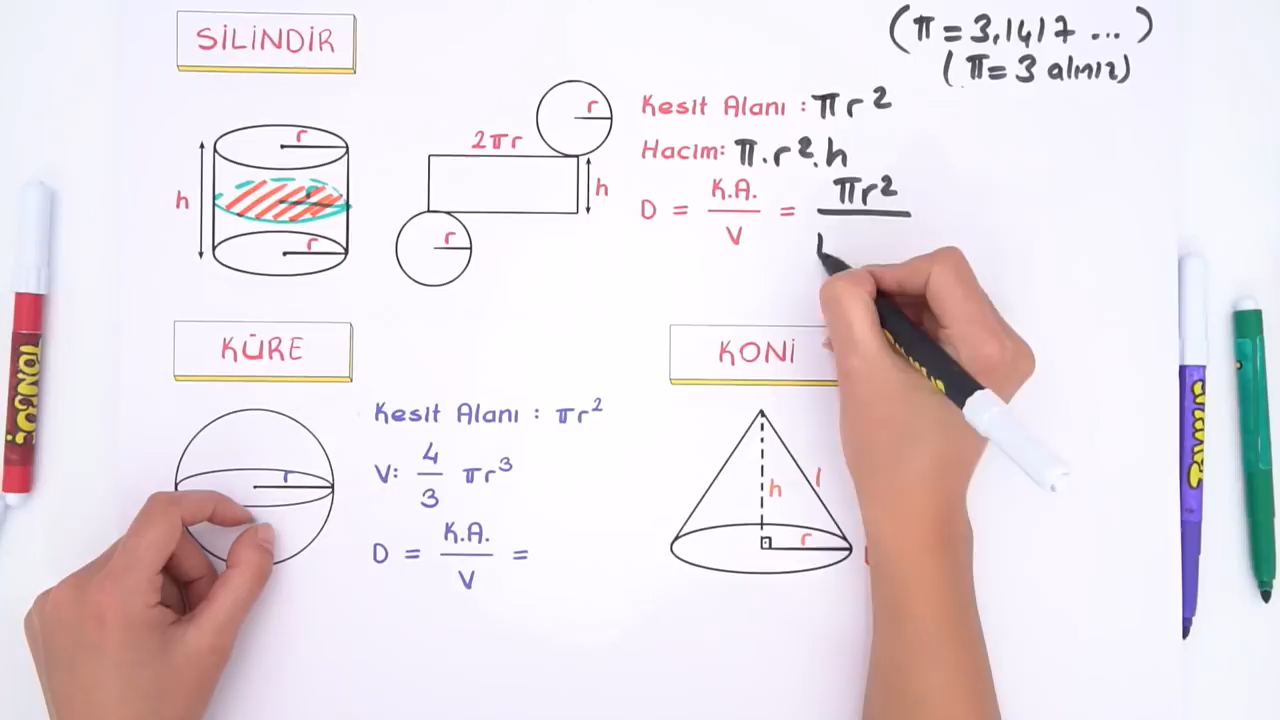 SİLİNDİR
(π = 3,1417 ...)
(π = 3 alınız)
r
h
r
r
2πr
r
h
r
Kesit Alanı : πr²
Hacim: π.r².h
D = K.A. / V = πr² /
KÜRE
r
Kesit Alanı : πr²
V: 4/3 πr³
D = K.A. / V =
KONİ
h
l
r
TONGUÇ